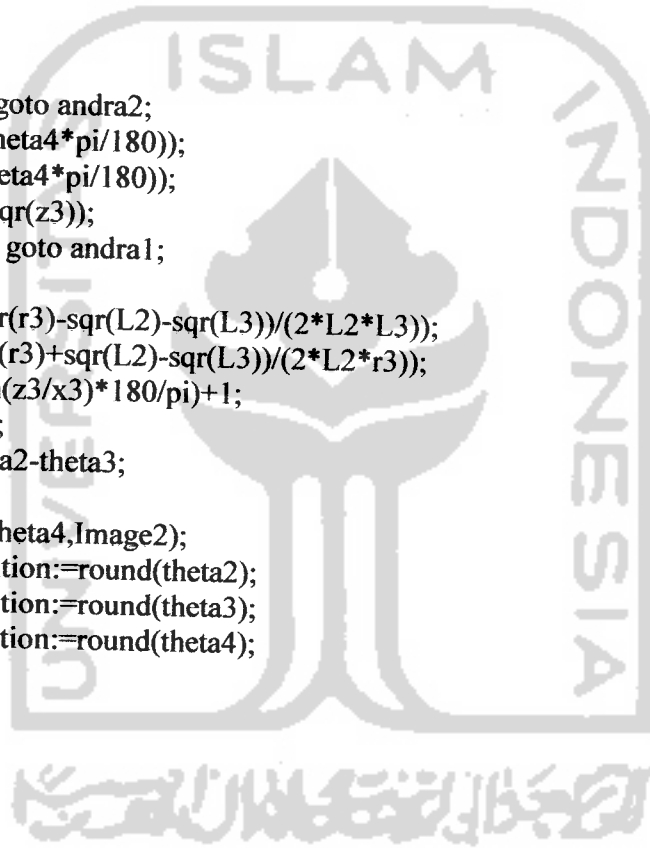 ISLAM
UNIVERSITAS
INDONESIA
goto andra2;
heta4*pi/180));
eta4*pi/180));
qr(z3));
goto andra1;
r(r3)-sqr(L2)-sqr(L3))/(2*L2*L3));
(r3)+sqr(L2)-sqr(L3))/(2*L2*r3));
(z3/x3)*180/pi)+1;
;
a2-theta3;
heta4,Image2);
tion:=round(theta2);
tion:=round(theta3);
tion:=round(theta4);